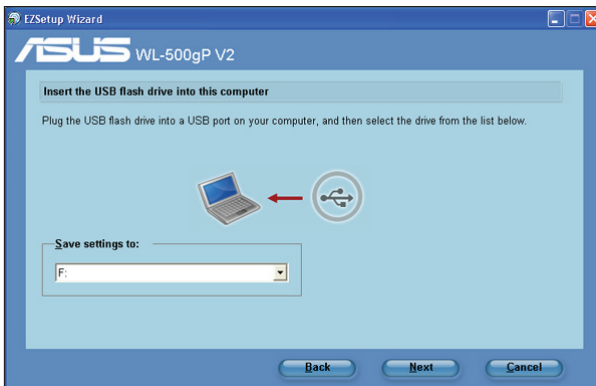 EZSetup Wizard
ASUS WL-500gP V2
Insert the USB flash drive into this computer
Plug the USB flash drive into a USB port on your computer, and then select the drive from the list below.
Save settings to:
F:
Back Next Cancel